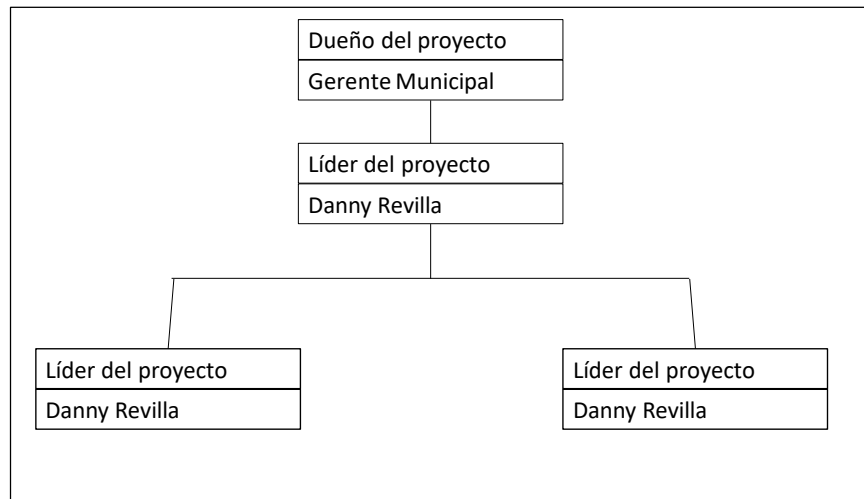 Dueño del proyecto
Gerente Municipal
Líder del proyecto
Danny Revilla
Líder del proyecto
Danny Revilla
Líder del proyecto
Danny Revilla